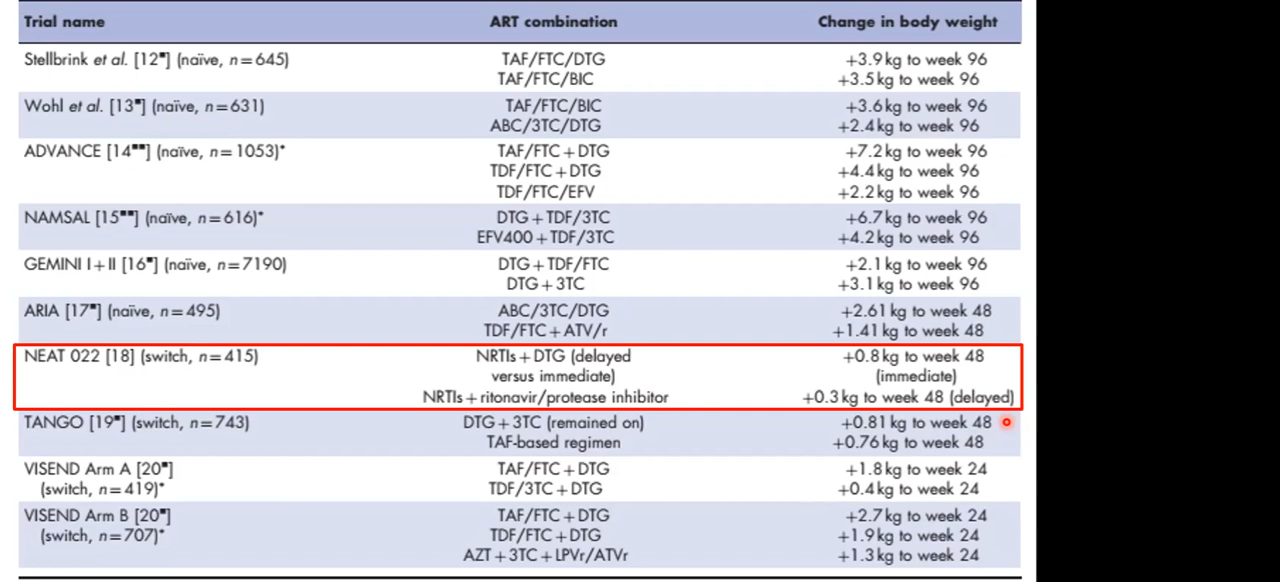 Trial name ART combination Change in body weight
Stellbrink et al. [12▪] (naïve, n=645) TAF/FTC/DTG +3.9 kg to week 96
TAF/FTC/BIC +3.5 kg to week 96
Wohl et al. [13▪] (naïve, n=631) TAF/FTC/BIC +3.6 kg to week 96
ABC/3TC/DTG +2.4 kg to week 96
ADVANCE [14▪▪] (naïve, n=1053)* TAF/FTC + DTG +7.2 kg to week 96
TDF/FTC + DTG +4.4 kg to week 96
TDF/FTC/EFV +2.2 kg to week 96
NAMSAL [15▪▪] (naïve, n=616)* DTG + TDF/3TC +6.7 kg to week 96
EFV400 + TDF/3TC +4.2 kg to week 96
GEMINI I+II [16▪] (naïve, n=7190) DTG + TDF/FTC +2.1 kg to week 96
DTG + 3TC +3.1 kg to week 96
ARIA [17▪] (naïve, n=495) ABC/3TC/DTG +2.61 kg to week 48
TDF/FTC + ATV/r +1.41 kg to week 48
NEAT 022 [18] (switch, n=415) NRTIs + DTG (delayed +0.8 kg to week 48
versus immediate) (immediate)
NRTIs + ritonavir/protease inhibitor +0.3 kg to week 48 (delayed)
TANGO [19▪] (switch, n=743) DTG + 3TC (remained on) +0.81 kg to week 48
TAF-based regimen +0.76 kg to week 48
VISEND Arm A [20▪] TAF/FTC + DTG +1.8 kg to week 24
(switch, n=419)* TDF/3TC + DTG +0.4 kg to week 24
VISEND Arm B [20▪] TAF/FTC + DTG +2.7 kg to week 24
(switch, n=707)* TDF/FTC + DTG +1.9 kg to week 24
AZT + 3TC + LPVr/ATVr +1.3 kg to week 24